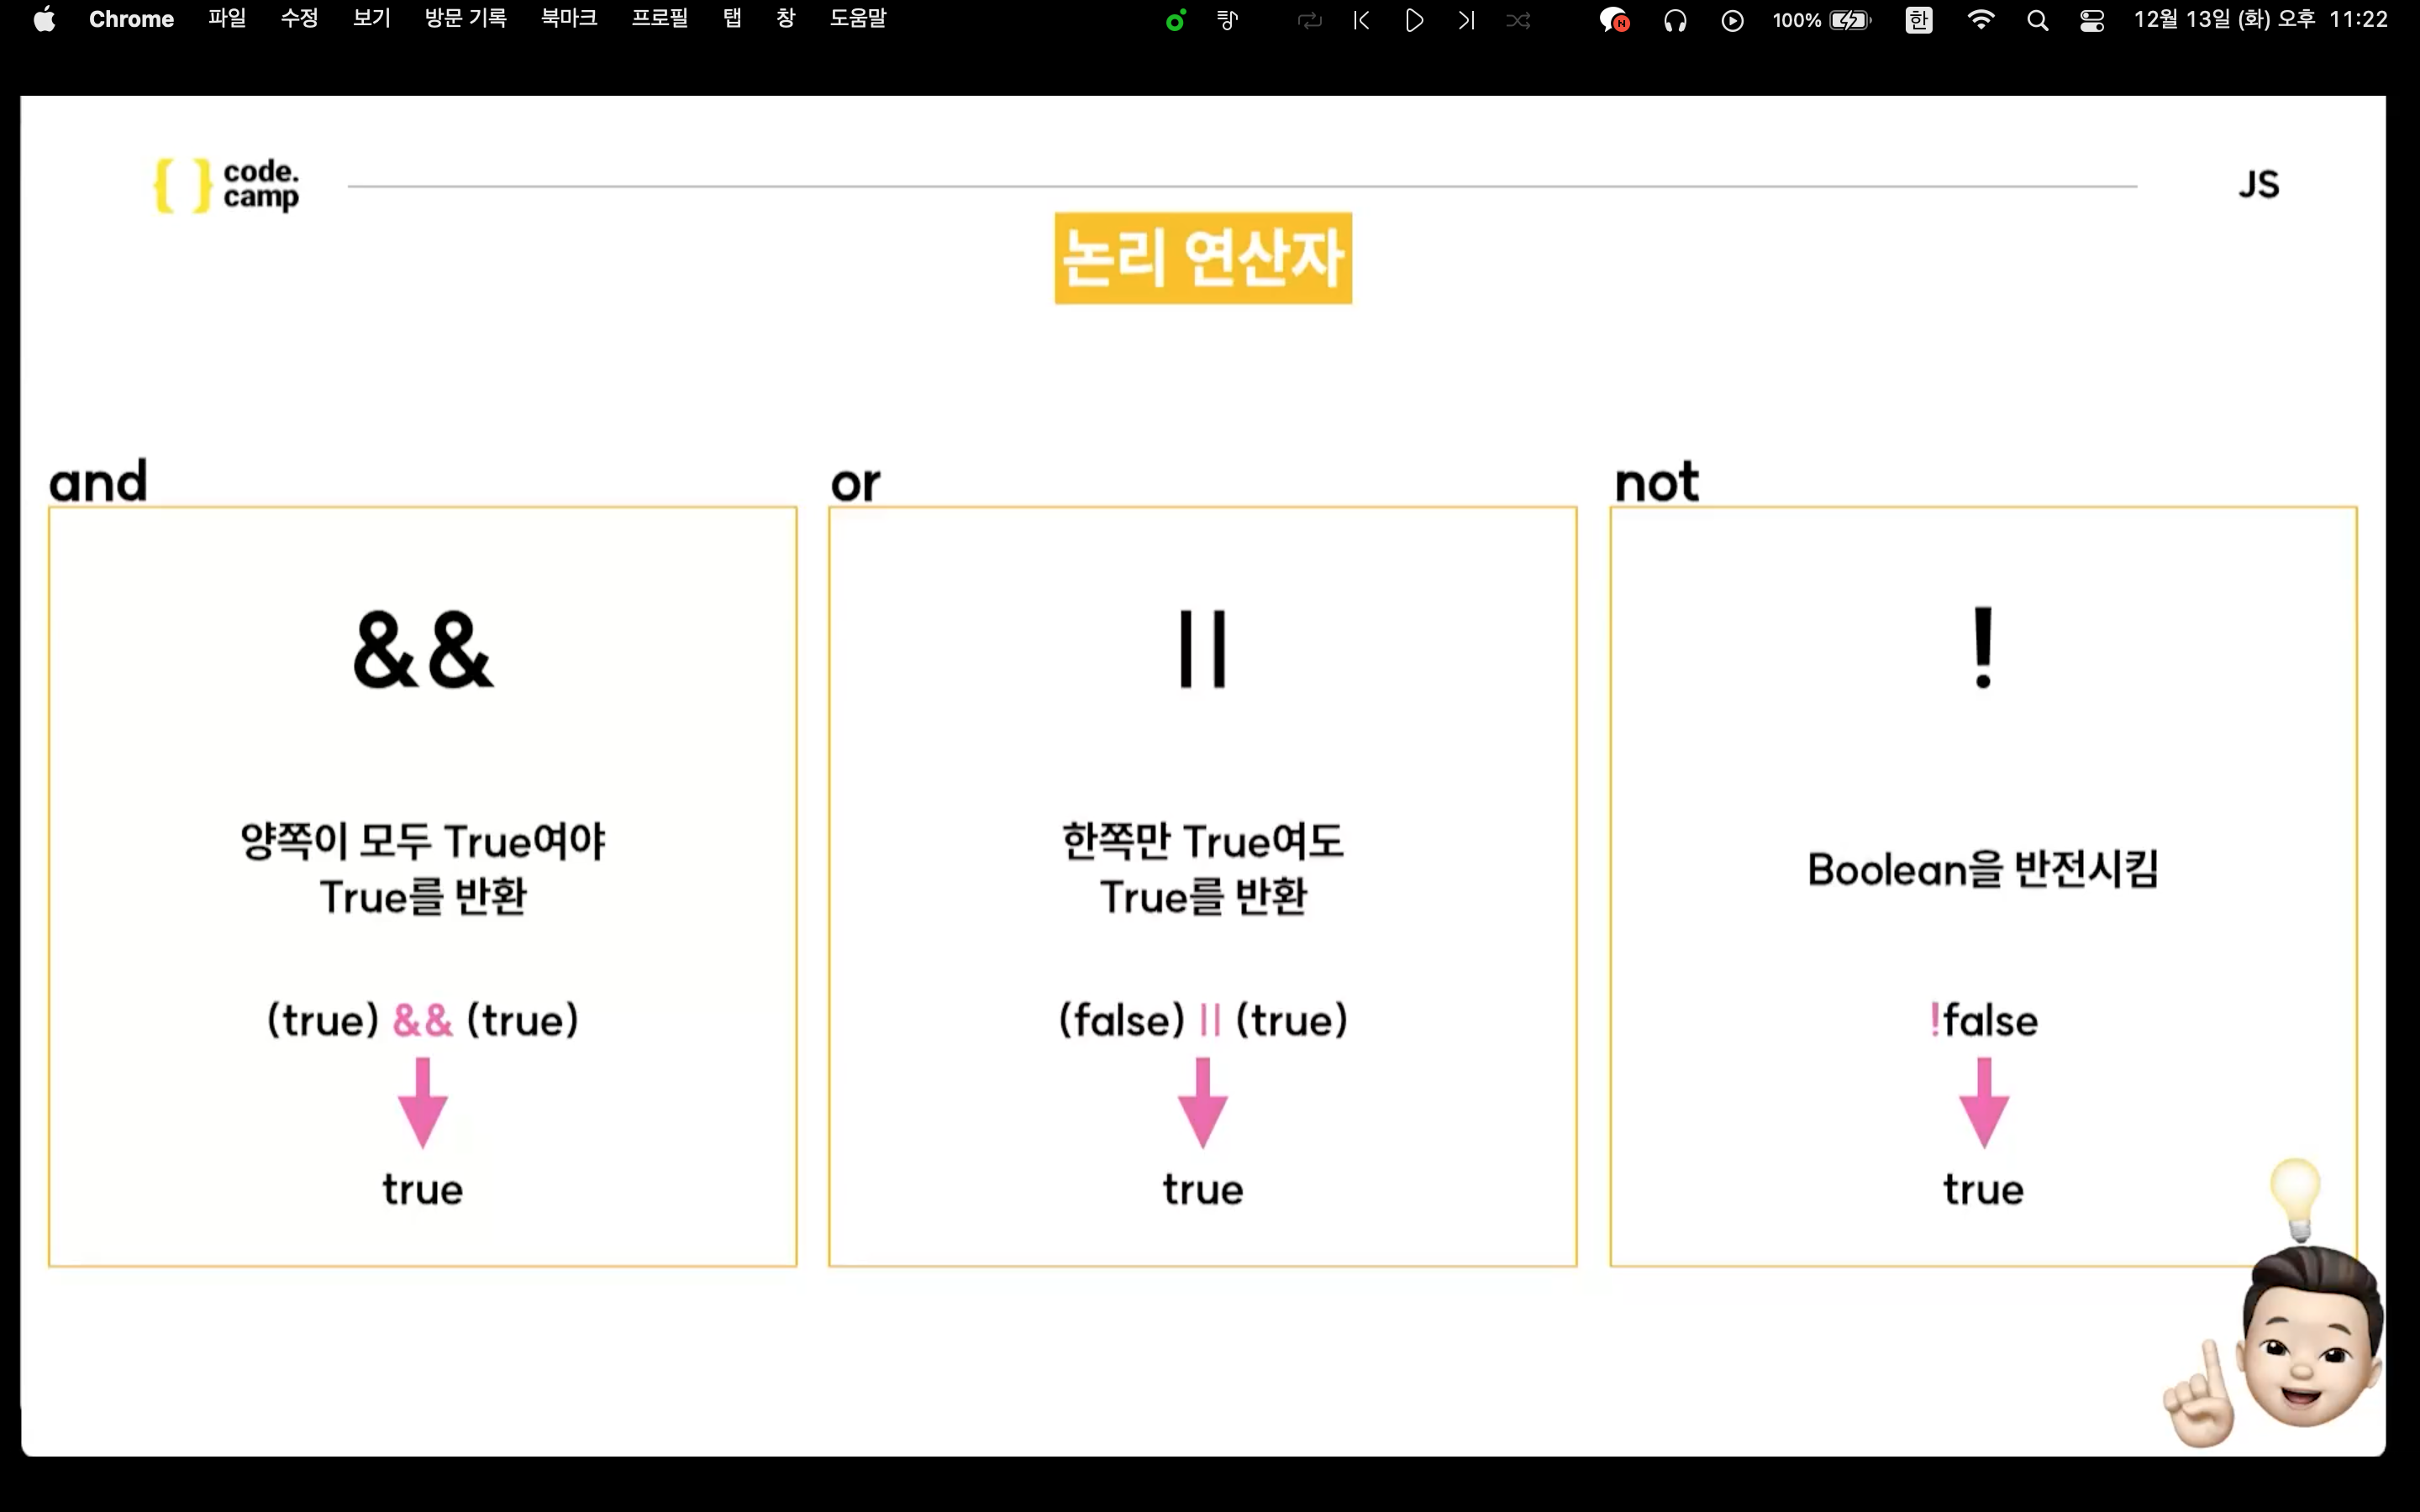 Chrome 파일 수정 보기 방문 기록 북마크 프로필 탭 창 도움말 100% 한 12월 13일 (화) 오후 11:22
{ } code.
camp
JS
논리 연산자
and
&&
양쪽이 모두 True여야
True를 반환
(true) && (true)
true
or
||
한쪽만 True여도
True를 반환
(false) || (true)
true
not
!
Boolean을 반전시킴
!false
true